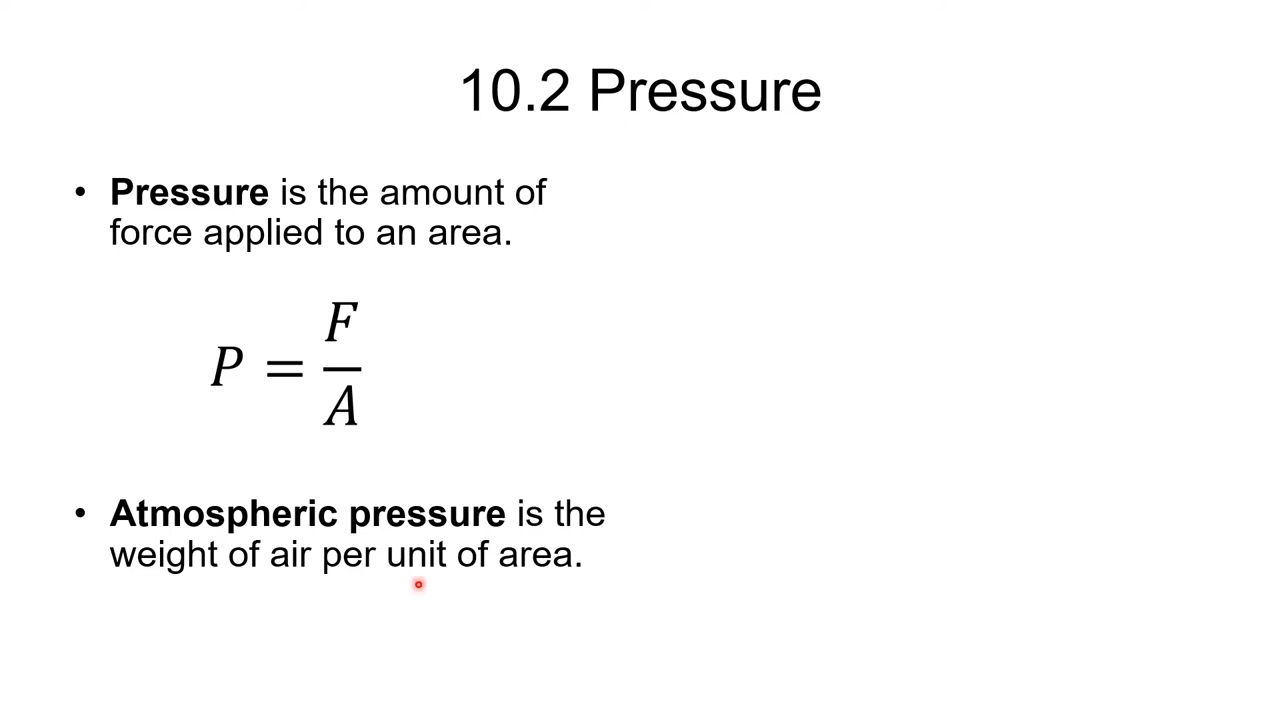 10.2 Pressure
• Pressure is the amount of
force applied to an area.
P = F/A
• Atmospheric pressure is the
weight of air per unit of area.